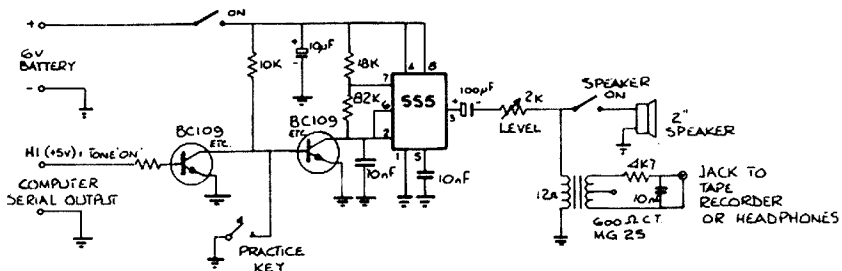 +
ON
6V
BATTERY
-
10K
+
10µF
-
18K
82K
7
6
2
4
8
555
3
1
5
+
100µF
-
2K
LEVEL
SPEAKER
ON
2"
SPEAKER
BC109
ETC.
BC109
ETC.
HI (+5V) = TONE 'ON'
COMPUTER
SERIAL OUTPUT
10nF
10nF
PRACTICE
KEY
12Ω
600Ω C.T.
MG 25
4K7
10n
JACK TO
TAPE
RECORDER
OR HEADPHONES